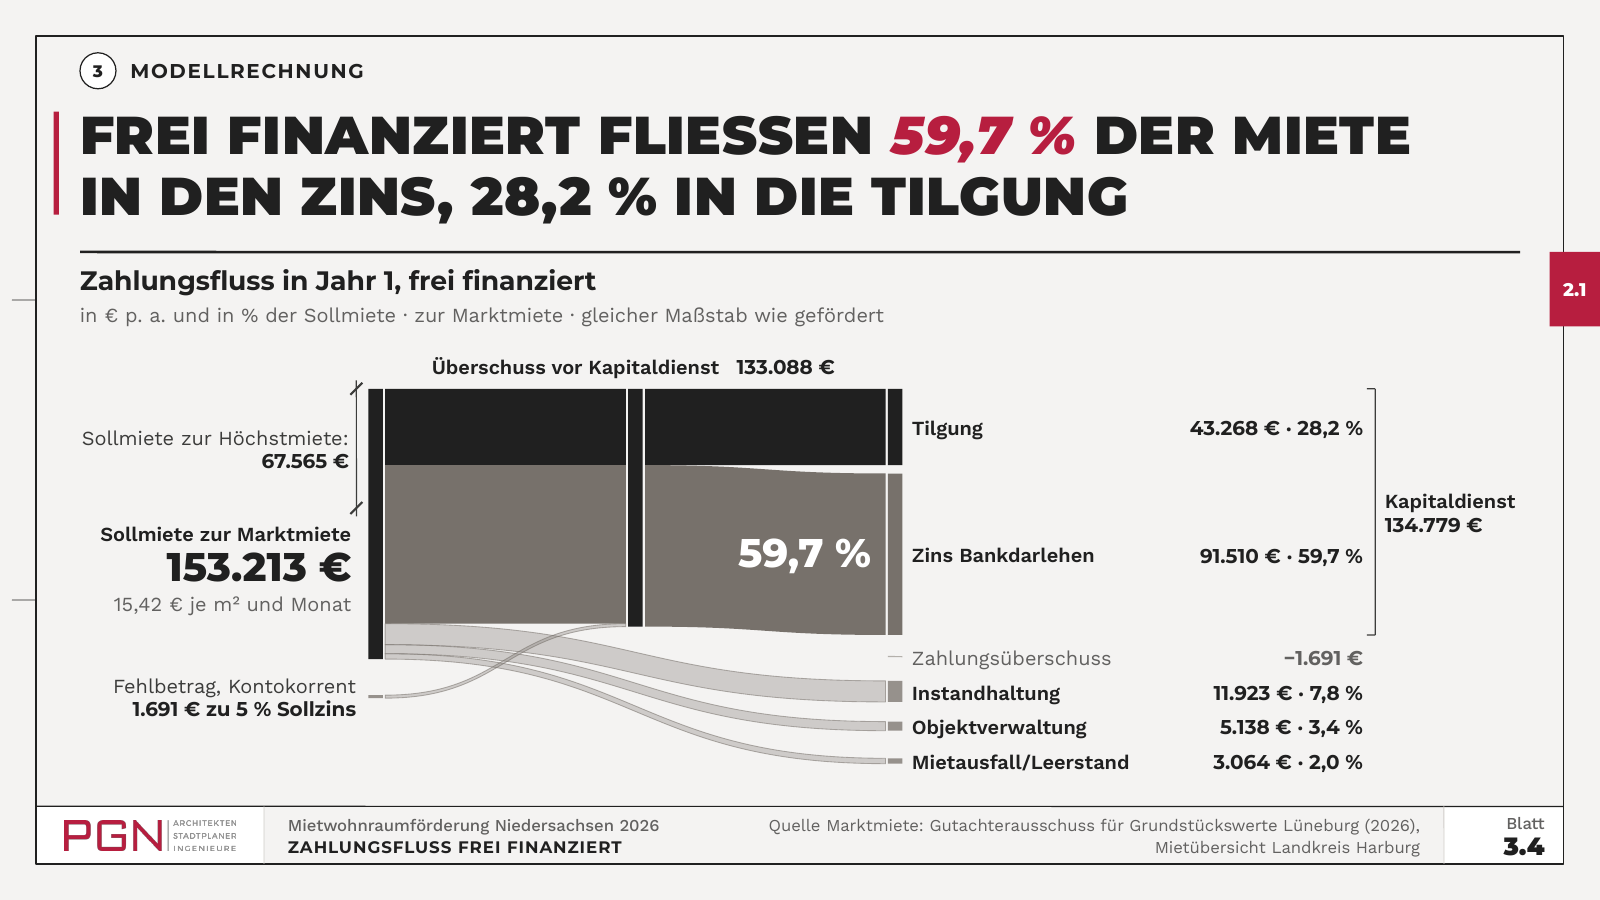 3 MODELLRECHNUNG
FREI FINANZIERT FLIESSEN 59,7 % DER MIETE
IN DEN ZINS, 28,2 % IN DIE TILGUNG
Zahlungsfluss in Jahr 1, frei finanziert
in € p. a. und in % der Sollmiete · zur Marktmiete · gleicher Maßstab wie gefördert
2.1
Überschuss vor Kapitaldienst 133.088 €
Sollmiete zur Höchstmiete:
67.565 €
Sollmiete zur Marktmiete
153.213 €
15,42 € je m² und Monat
Fehlbetrag, Kontokorrent
1.691 € zu 5 % Sollzins
59,7 %
Tilgung 43.268 € · 28,2 %
Zins Bankdarlehen 91.510 € · 59,7 %
Kapitaldienst
134.779 €
Zahlungsüberschuss −1.691 €
Instandhaltung 11.923 € · 7,8 %
Objektverwaltung 5.138 € · 3,4 %
Mietausfall/Leerstand 3.064 € · 2,0 %
PGN
ARCHITEKTEN
STADTPLANER
INGENIEURE
Mietwohnraumförderung Niedersachsen 2026
ZAHLUNGSFLUSS FREI FINANZIERT
Quelle Marktmiete: Gutachterausschuss für Grundstückswerte Lüneburg (2026),
Mietübersicht Landkreis Harburg
Blatt
3.4